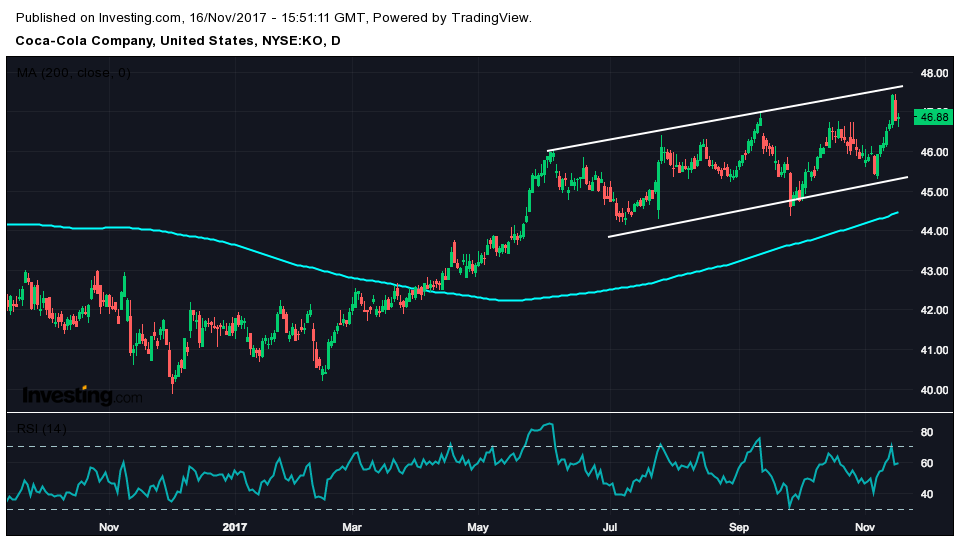 Published on Investing.com, 16/Nov/2017 - 15:51:11 GMT, Powered by TradingView.
Coca-Cola Company, United States, NYSE:KO, D
MA (200, close, 0)
48.00
47.00
46.88
46.00
45.00
44.00
43.00
42.00
41.00
40.00
Investing.com
RSI (14)
80
60
40
Nov 2017 Mar May Jul Sep Nov